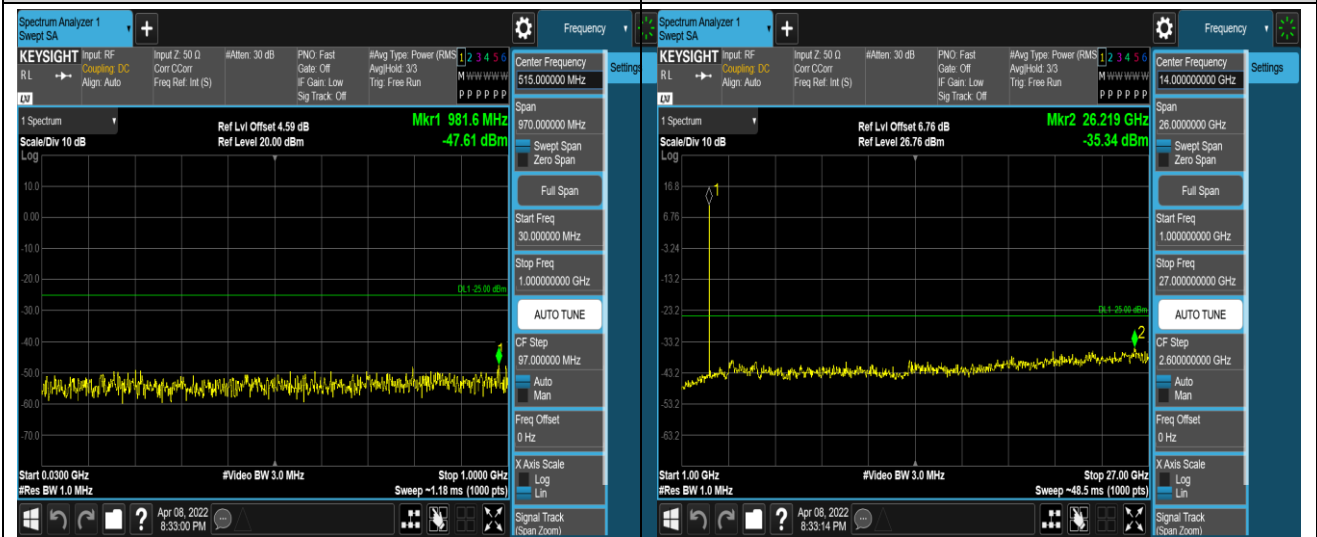 Spectrum Analyzer 1
Swept SA
+
Frequency
KEYSIGHT
Input: RF
Coupling: DC
Align: Auto
Input Z: 50 Ω
Corr CCorr
Freq Ref: Int (S)
#Atten: 30 dB
PNO: Fast
Gate: Off
IF Gain: Low
Sig Track: Off
#Avg Type: Power (RMS
Avg|Hold: 3/3
Trig: Free Run
1 2 3 4 5 6
M W W W W W
P P P P P P
RL
LXI
Center Frequency
515.000000 MHz
Settings
Span
970.000000 MHz
Swept Span
Zero Span
Full Span
Start Freq
30.000000 MHz
Stop Freq
1.000000000 GHz
AUTO TUNE
CF Step
97.000000 MHz
Auto
Man
Freq Offset
0 Hz
X Axis Scale
Log
Lin
Signal Track
(Span Zoom)
1 Spectrum
Scale/Div 10 dB
Log
Ref Lvl Offset 4.59 dB
Ref Level 20.00 dBm
Mkr1 981.6 MHz
-47.61 dBm
10.0
0.00
-10.0
-20.0
DL1 -25.00 dBm
-30.0
-40.0
-50.0
-60.0
-70.0
Start 0.0300 GHz
#Res BW 1.0 MHz
#Video BW 3.0 MHz
Stop 1.0000 GHz
Sweep ~1.18 ms (1000 pts)
?
Apr 08, 2022
8:33:00 PM
Spectrum Analyzer 1
Swept SA
+
Frequency
KEYSIGHT
Input: RF
Coupling: DC
Align: Auto
Input Z: 50 Ω
Corr CCorr
Freq Ref: Int (S)
#Atten: 30 dB
PNO: Fast
Gate: Off
IF Gain: Low
Sig Track: Off
#Avg Type: Power (RMS
Avg|Hold: 3/3
Trig: Free Run
1 2 3 4 5 6
M W W W W W
P P P P P P
RL
LXI
Center Frequency
14.000000000 GHz
Settings
Span
26.0000000 GHz
Swept Span
Zero Span
Full Span
Start Freq
1.000000000 GHz
Stop Freq
27.000000000 GHz
AUTO TUNE
CF Step
2.600000000 GHz
Auto
Man
Freq Offset
0 Hz
X Axis Scale
Log
Lin
Signal Track
(Span Zoom)
1 Spectrum
Scale/Div 10 dB
Log
Ref Lvl Offset 6.76 dB
Ref Level 26.76 dBm
Mkr2 26.219 GHz
-35.34 dBm
16.8
1
6.76
-3.24
-13.2
-23.2
DL1 -25.00 dBm
2
-33.2
-43.2
-53.2
-63.2
Start 1.00 GHz
#Res BW 1.0 MHz
#Video BW 3.0 MHz
Stop 27.00 GHz
Sweep ~48.5 ms (1000 pts)
?
Apr 08, 2022
8:33:14 PM